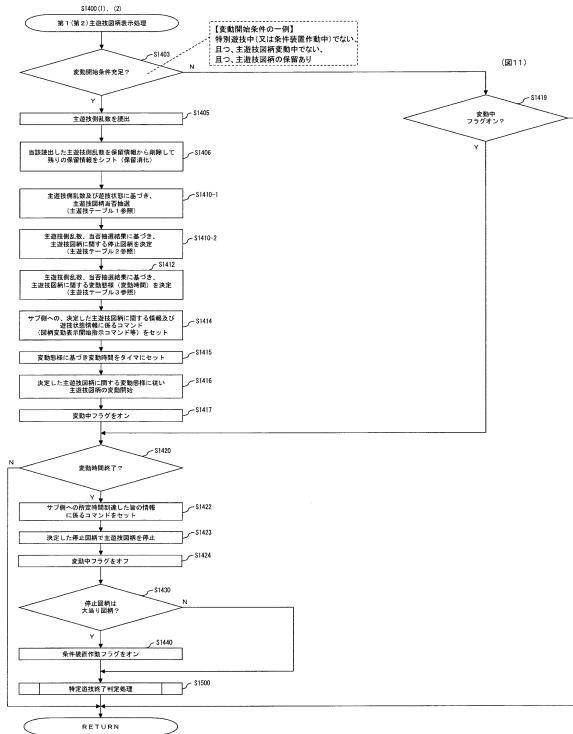 S1400(1), (2)
第1(第2)主遊技図柄表示処理
【変動開始条件の一例】
特別遊技中(又は条件装置作動中)でない、
且つ、主遊技図柄変動中でない、
且つ、主遊技図柄の保留あり
(図11)
S1403
変動開始条件充足?
N
Y
S1419
変動中
フラグオン?
Y
S1405
主遊技側乱数を読出
S1406
当該読出した主遊技側乱数を保留情報から削除して
残りの保留情報をシフト(保留消化)
S1410-1
主遊技側乱数及び遊技状態に基づき、
主遊技図柄当否抽選
(主遊技テーブル1参照)
S1410-2
主遊技側乱数、当否抽選結果に基づき、
主遊技図柄に関する停止図柄を決定
(主遊技テーブル2参照)
S1412
主遊技側乱数、当否抽選結果に基づき、
主遊技図柄に関する変動態様(変動時間)を決定
(主遊技テーブル3参照)
S1414
サブ側への、決定した主遊技図柄に関する情報及び
遊技状態情報に係るコマンド
(図柄変動表示開始指示コマンド等)をセット
S1415
変動態様に基づき変動時間をタイマにセット
S1416
決定した主遊技図柄に関する変動態様に従い
主遊技図柄の変動開始
S1417
変動中フラグをオン
S1420
変動時間終了?
N
Y
S1422
サブ側への所定時間到達した旨の情報
に係るコマンドをセット
S1423
決定した停止図柄で主遊技図柄を停止
S1424
変動中フラグをオフ
S1430
停止図柄は
大当り図柄?
N
Y
S1440
条件装置作動フラグをオン
S1500
特定遊技終了判定処理
RETURN